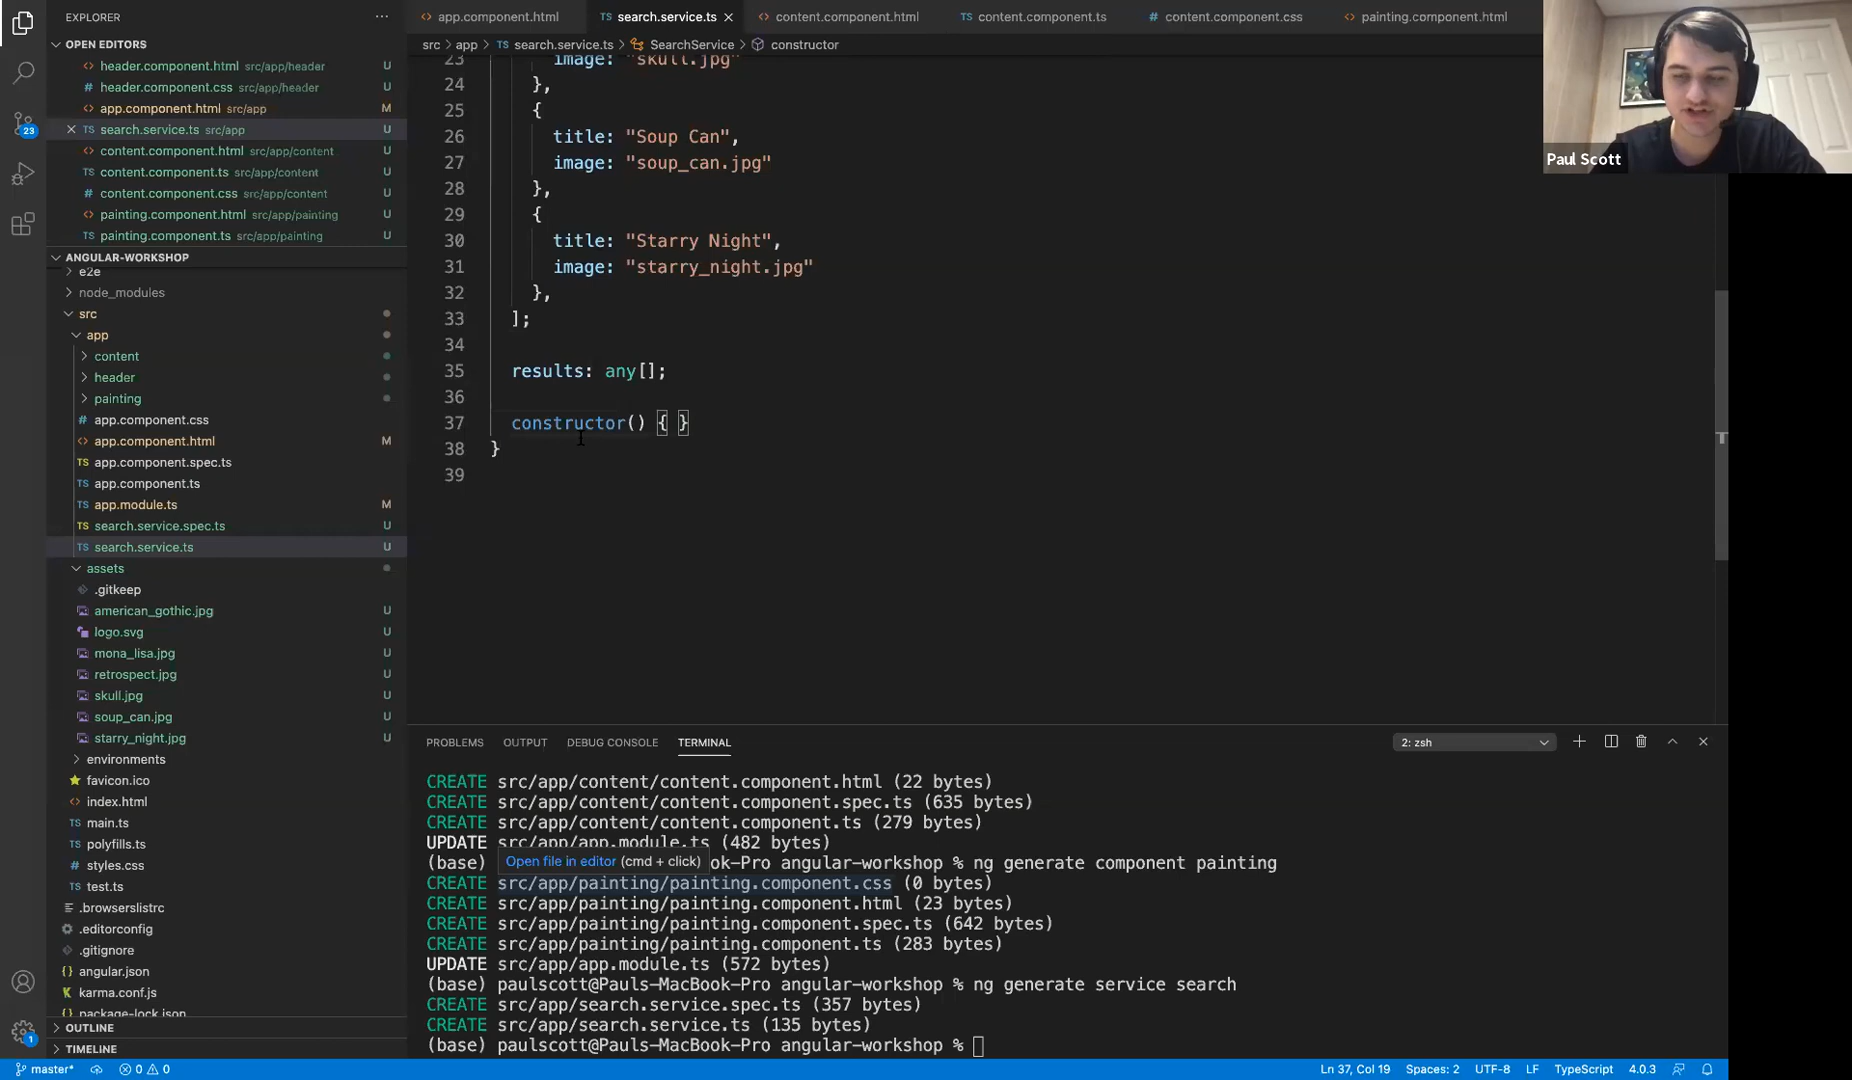 EXPLORER
OPEN EDITORS
header.component.html src/app/header U
header.component.css src/app/header U
app.component.html src/app M
search.service.ts src/app U
content.component.html src/app/content U
content.component.ts src/app/content U
content.component.css src/app/content U
painting.component.html src/app/painting U
painting.component.ts src/app/painting U
ANGULAR-WORKSHOP
e2e
node_modules
src
app
content
header
painting
app.component.css
app.component.html M
app.component.spec.ts
app.component.ts
app.module.ts M
search.service.spec.ts U
search.service.ts U
assets
.gitkeep
american_gothic.jpg U
logo.svg U
mona_lisa.jpg U
retrospect.jpg U
skull.jpg U
soup_can.jpg U
starry_night.jpg U
environments
favicon.ico
index.html
main.ts
polyfills.ts
styles.css
test.ts
.browserslistrc
.editorconfig
.gitignore
angular.json
karma.conf.js
package-lock.json
OUTLINE
TIMELINE
23
1
app.component.html search.service.ts content.component.html content.component.ts content.component.css painting.component.html
src > app > search.service.ts > SearchService > constructor
23 image: "skull.jpg"
24 },
25 {
26 title: "Soup Can",
27 image: "soup_can.jpg"
28 },
29 {
30 title: "Starry Night",
31 image: "starry_night.jpg"
32 },
33 ];
34
35 results: any[];
36
37 constructor() { }
38 }
39
Paul Scott
PROBLEMS OUTPUT DEBUG CONSOLE TERMINAL 2: zsh
CREATE src/app/content/content.component.html (22 bytes)
CREATE src/app/content/content.component.spec.ts (635 bytes)
CREATE src/app/content/content.component.ts (279 bytes)
UPDATE src/app/app.module.ts (482 bytes)
Open file in editor (cmd + click)
(base) ook-Pro angular-workshop % ng generate component painting
CREATE src/app/painting/painting.component.css (0 bytes)
CREATE src/app/painting/painting.component.html (23 bytes)
CREATE src/app/painting/painting.component.spec.ts (642 bytes)
CREATE src/app/painting/painting.component.ts (283 bytes)
UPDATE src/app/app.module.ts (572 bytes)
(base) paulscott@Pauls-MacBook-Pro angular-workshop % ng generate service search
CREATE src/app/search.service.spec.ts (357 bytes)
CREATE src/app/search.service.ts (135 bytes)
(base) paulscott@Pauls-MacBook-Pro angular-workshop %
master* 0 0 Ln 37, Col 19 Spaces: 2 UTF-8 LF TypeScript 4.0.3